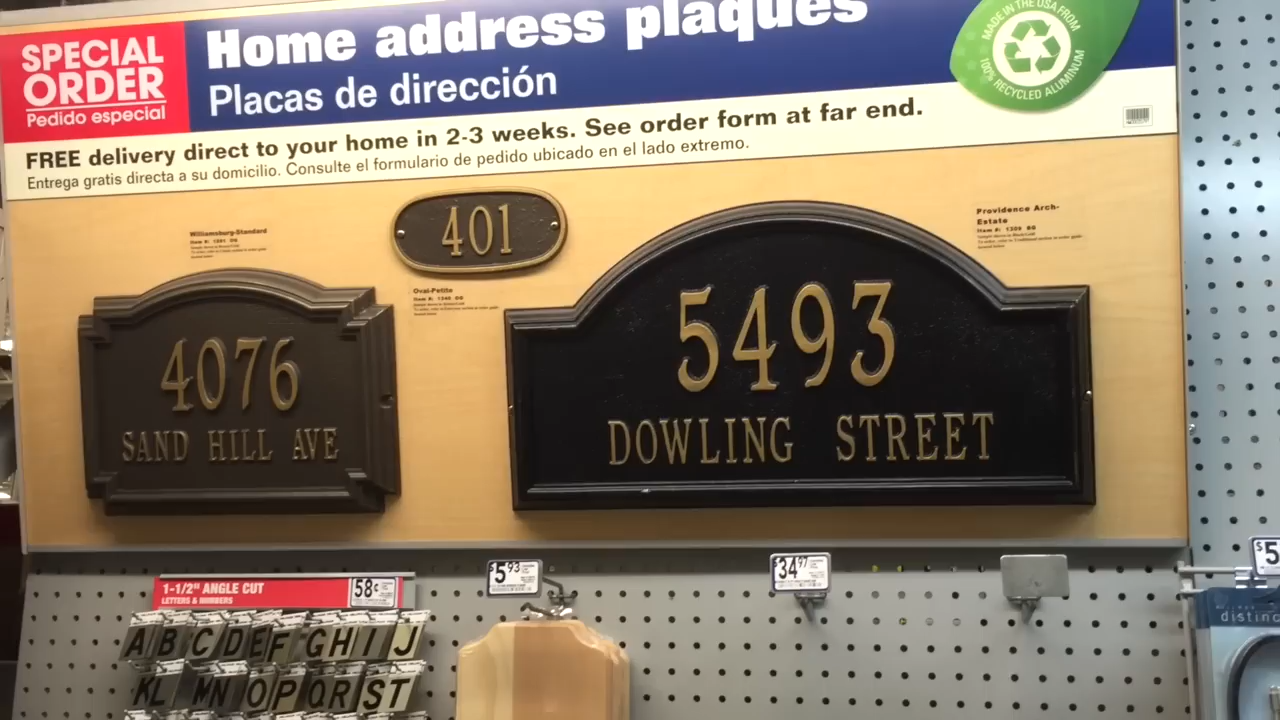 SPECIAL
ORDER
Pedido especial
Home address plaques
Placas de dirección
MADE IN THE USA FROM
100% RECYCLED ALUMINUM
FREE delivery direct to your home in 2-3 weeks. See order form at far end.
Entrega gratis directa a su domicilio. Consulte el formulario de pedido ubicado en el lado extremo.
Williamsburg-Standard
401
Oval-Petite
Providence Arch-
Estate
4076
SAND HILL AVE
5493
DOWLING STREET
1-1/2" ANGLE CUT
LETTERS & NUMBERS
58¢
$5.93
$34.97
$5
distinc
A B C D E F G H I J
K L M N O P Q R S T